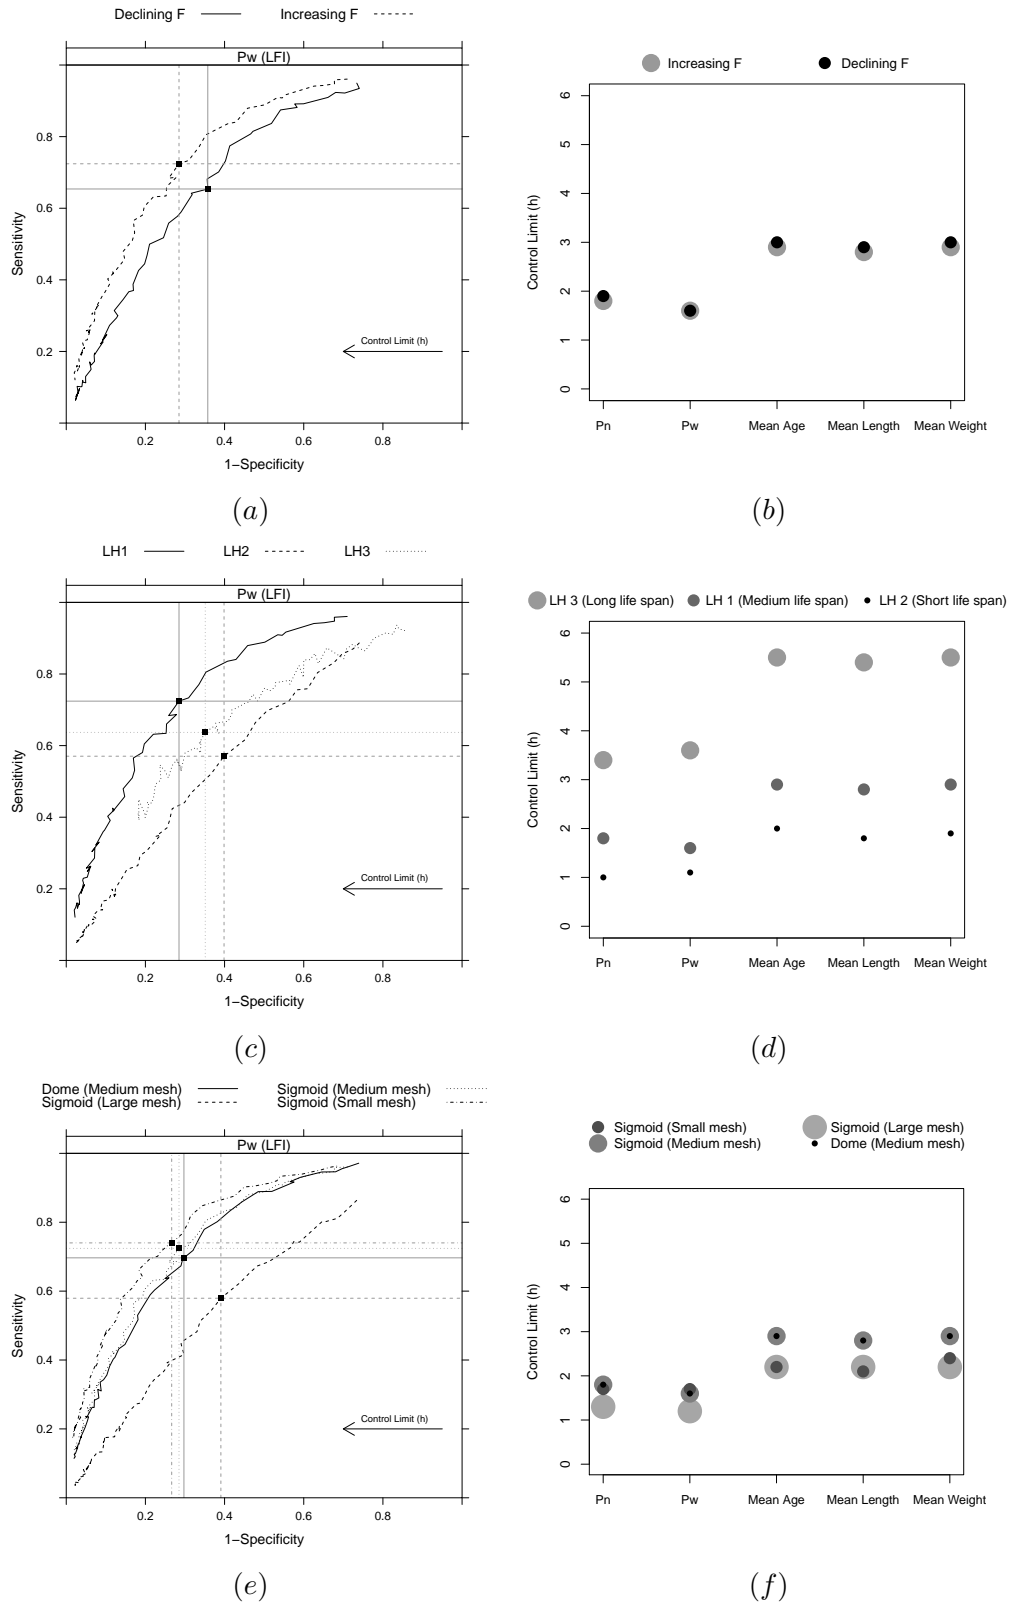 Declining F Increasing F
Pw (LFI)
Sensitivity
0.8
0.6
0.4
0.2
Control Limit (h)
0.2 0.4 0.6 0.8
1−Specificity
(a)
Increasing F Declining F
Control Limit (h)
6
5
4
3
2
1
0
Pn Pw Mean Age Mean Length Mean Weight
(b)
LH1 LH2 LH3
Pw (LFI)
Sensitivity
0.8
0.6
0.4
0.2
Control Limit (h)
0.2 0.4 0.6 0.8
1−Specificity
(c)
LH 3 (Long life span) LH 1 (Medium life span) LH 2 (Short life span)
Control Limit (h)
6
5
4
3
2
1
0
Pn Pw Mean Age Mean Length Mean Weight
(d)
Dome (Medium mesh) Sigmoid (Medium mesh)
Sigmoid (Large mesh) Sigmoid (Small mesh)
Pw (LFI)
Sensitivity
0.8
0.6
0.4
0.2
Control Limit (h)
0.2 0.4 0.6 0.8
1−Specificity
(e)
Sigmoid (Small mesh) Sigmoid (Large mesh)
Sigmoid (Medium mesh) Dome (Medium mesh)
Control Limit (h)
6
5
4
3
2
1
0
Pn Pw Mean Age Mean Length Mean Weight
(f)